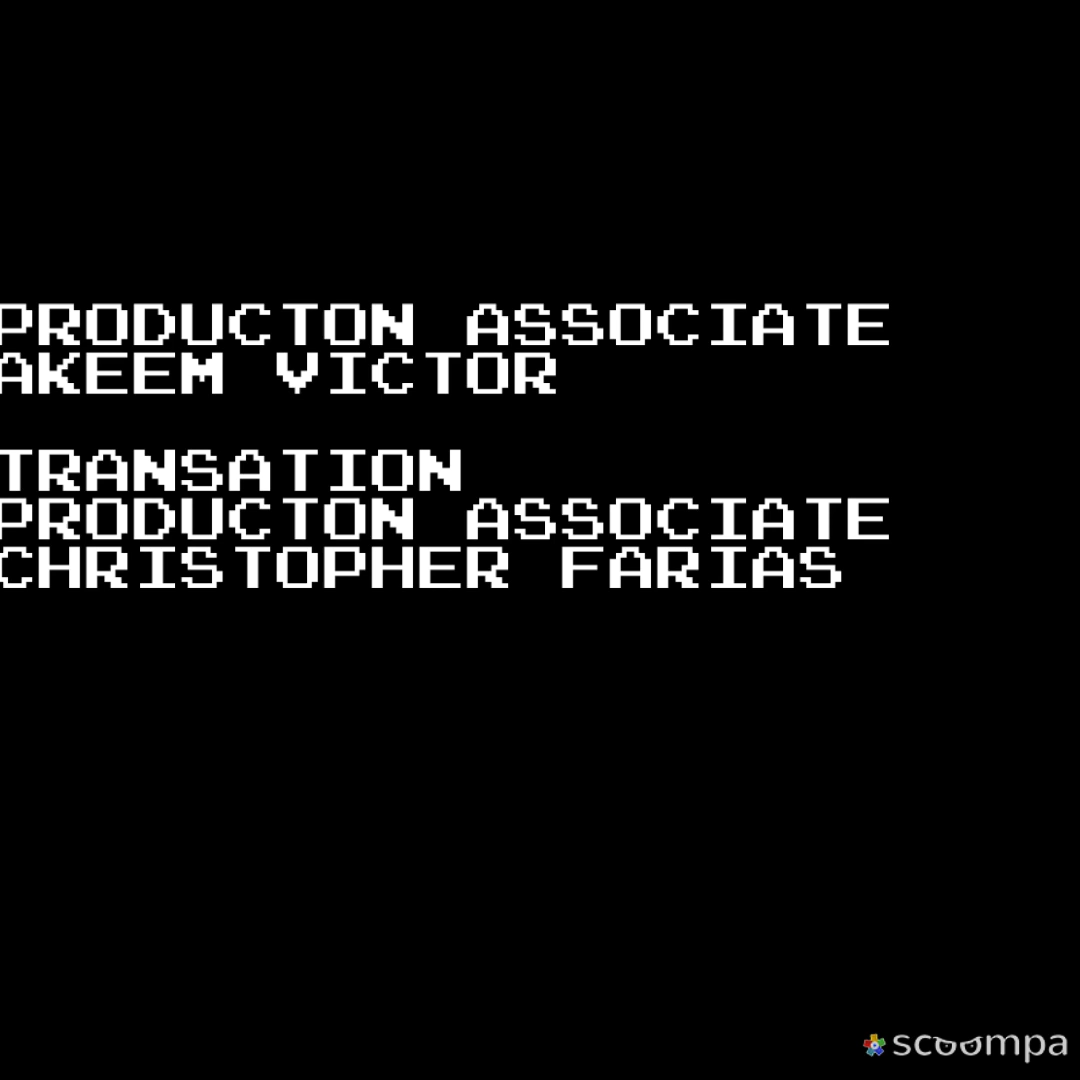 PRODUCTON ASSOCIATE
AKEEM VICTOR
TRANSATION
PRODUCTON ASSOCIATE
CHRISTOPHER FARIAS
scoompa